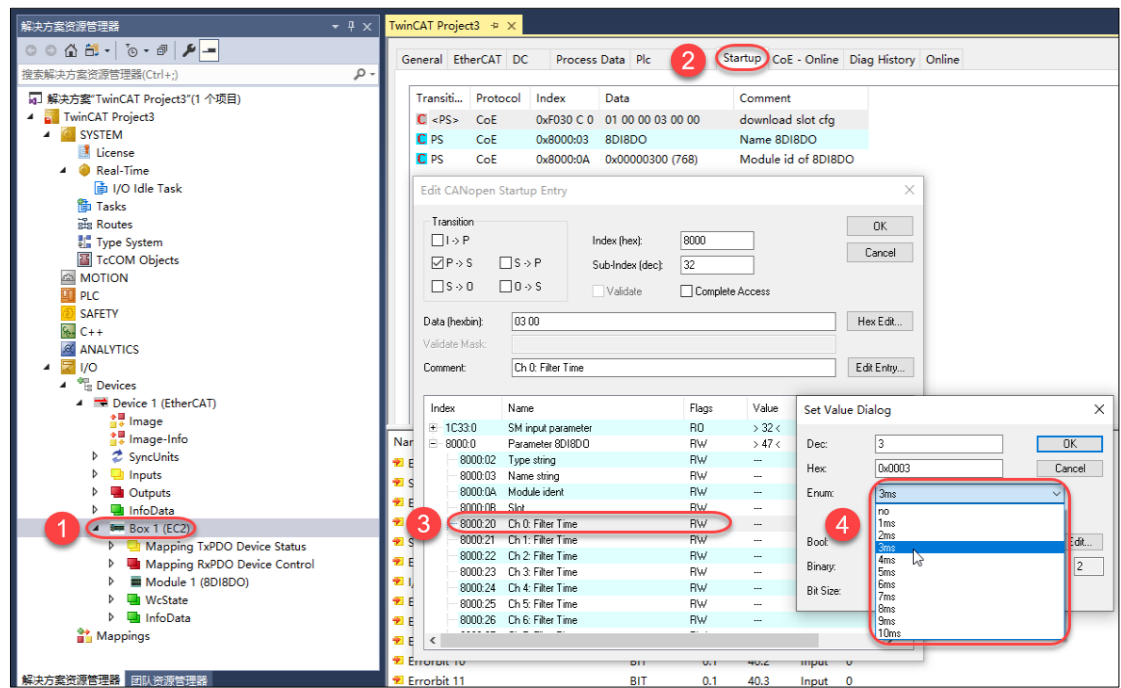 解决方案资源管理器
搜索解决方案资源管理器(Ctrl+;)
解决方案"TwinCAT Project3"(1 个项目)
TwinCAT Project3
SYSTEM
License
Real-Time
I/O Idle Task
Tasks
Routes
Type System
TcCOM Objects
MOTION
PLC
SAFETY
C++
ANALYTICS
I/O
Devices
Device 1 (EtherCAT)
Image
Image-Info
SyncUnits
Inputs
Outputs
InfoData
1
Box 1 (EC2)
Mapping TxPDO Device Status
Mapping RxPDO Device Control
Module 1 (8DI8DO)
WcState
InfoData
Mappings
解决方案资源管理器 团队资源管理器
TwinCAT Project3
General EtherCAT DC Process Data Plc 2 Startup CoE - Online Diag History Online
Transiti... Protocol Index Data Comment
C <PS> CoE 0xF030 C 0 01 00 00 03 00 00 download slot cfg
C PS CoE 0x8000:03 8DI8DO Name 8DI8DO
C PS CoE 0x8000:0A 0x00000300 (768) Module id of 8DI8DO
Edit CANopen Startup Entry
Transition
I -> P
P -> S S -> P
S -> O O -> S
Index (hex): 8000
Sub-Index (dec): 32
Validate Complete Access
OK
Cancel
Data (hexbin): 03 00 Hex Edit...
Validate Mask:
Comment: Ch 0: Filter Time Edit Entry...
Index Name Flags Value
1C33:0 SM input parameter RO > 32 <
8000:0 Parameter 8DI8DO RW > 47 <
8000:02 Type string RW ---
8000:03 Name string RW ---
8000:0A Module ident RW ---
8000:0B Slot RW ---
3
8000:20 Ch 0: Filter Time RW ---
8000:21 Ch 1: Filter Time RW ---
8000:22 Ch 2: Filter Time RW ---
8000:23 Ch 3: Filter Time RW ---
8000:24 Ch 4: Filter Time RW ---
8000:25 Ch 5: Filter Time RW ---
8000:26 Ch 6: Filter Time RW ---
Set Value Dialog
Dec: 3 OK
Hex: 0x0003 Cancel
Enum: 3ms
no
1ms
2ms
3ms
4ms
5ms
6ms
7ms
8ms
9ms
10ms
4
Bool:
Binary: 2
Bit Size:
Errorbit 10 BIT 0.1 40.2 Input 0
Errorbit 11 BIT 0.1 40.3 Input 0